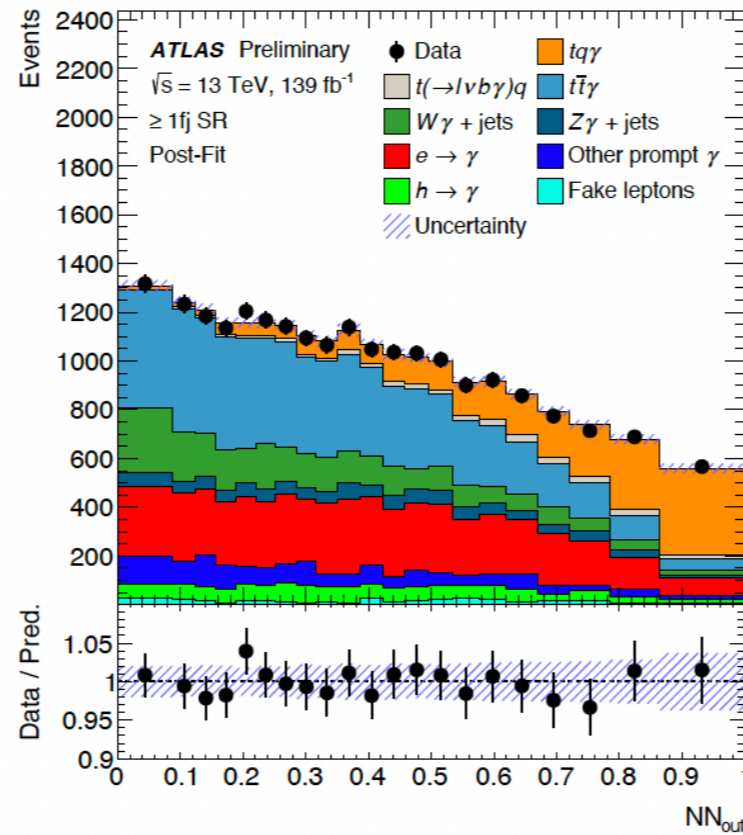 Events
2400
2200
2000
1800
1600
1400
1200
1000
800
600
400
200
ATLAS Preliminary
√s = 13 TeV, 139 fb⁻¹
≥ 1fj SR
Post-Fit
Data
tqγ
t(→lνbγ)q
tt̄γ
Wγ + jets
Zγ + jets
e → γ
Other prompt γ
h → γ
Fake leptons
Uncertainty
Data / Pred.
1.05
1
0.95
0.9
0 0.1 0.2 0.3 0.4 0.5 0.6 0.7 0.8 0.9
NN_out